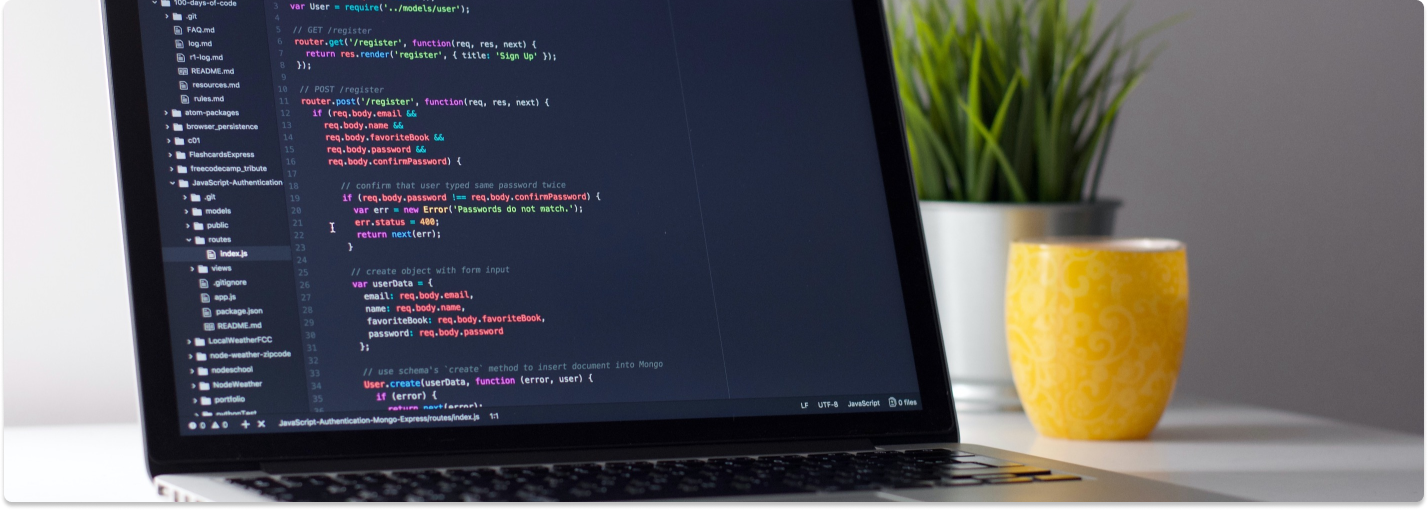 100-days-of-code
.git
FAQ.md
log.md
r1-log.md
README.md
resources.md
rules.md
atom-packages
browser_persistence
c01
FlashcardsExpress
freecodecamp_tribute
JavaScript-Authentication
.git
models
public
routes
index.js
views
.gitignore
app.js
package.json
README.md
LocalWeatherFCC
node-weather-zipcode
nodeschool
NodeWeather
portfolio
pythonTest
3 var User = require('../models/user');
4
5 // GET /register
6 router.get('/register', function(req, res, next) {
7 return res.render('register', { title: 'Sign Up' });
8 });
9
10 // POST /register
11 router.post('/register', function(req, res, next) {
12 if (req.body.email &&
13 req.body.name &&
14 req.body.favoriteBook &&
15 req.body.password &&
16 req.body.confirmPassword) {
17
18 // confirm that user typed same password twice
19 if (req.body.password !== req.body.confirmPassword) {
20 var err = new Error('Passwords do not match.');
21 err.status = 400;
22 return next(err);
23 }
24
25 // create object with form input
26 var userData = {
27 email: req.body.email,
28 name: req.body.name,
29 favoriteBook: req.body.favoriteBook,
30 password: req.body.password
31 };
32
33 // use schema's `create` method to insert document into Mongo
34 User.create(userData, function (error, user) {
35 if (error) {
36 return next(error);
0 0 JavaScript-Authentication-Mongo-Express/routes/index.js 1:1 LF UTF-8 JavaScript 0 files